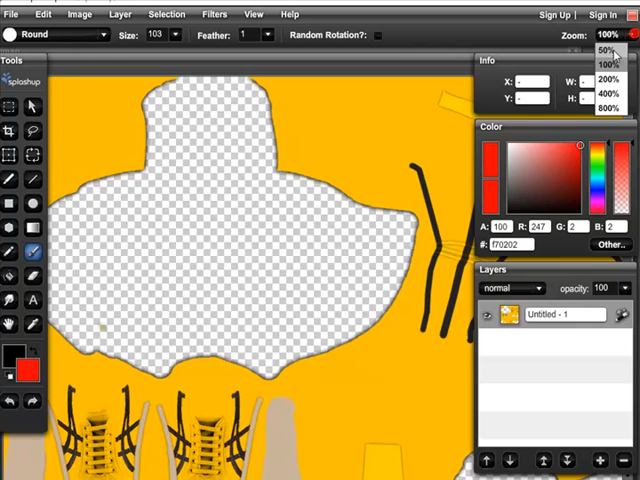 File Edit Image Layer Selection Filters View Help Sign Up Sign In
Round Size: 103 Feather: 1 Random Rotation?: Zoom: 100%
50%
100%
200%
400%
800%
Tools
splashup
Info
X: - W: -
Y: - H: -
Color
A: 100 R: 247 G: 2 B: 2
#: f70202 Other..
Layers
normal opacity: 100
Untitled - 1
A